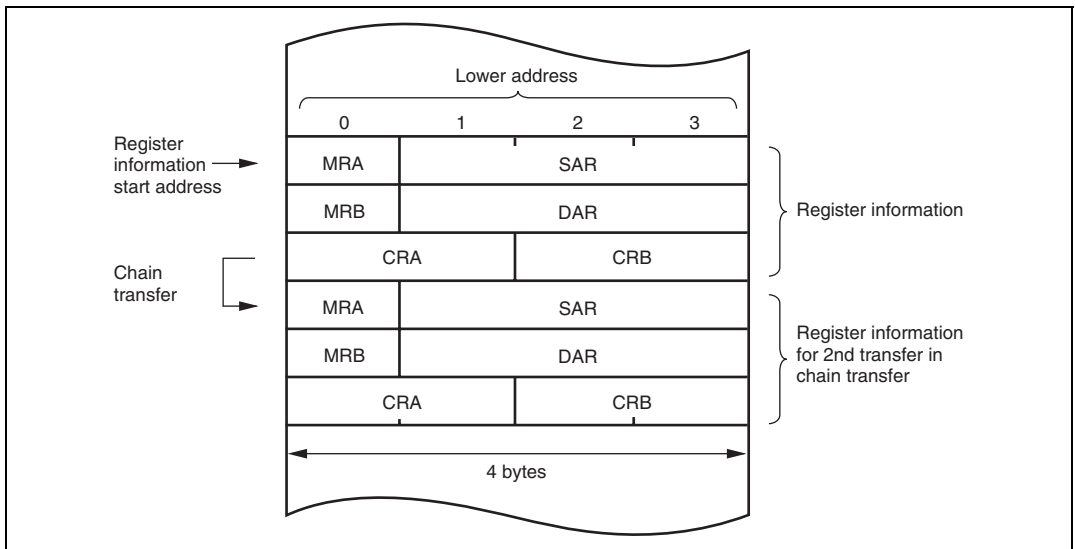 Lower address
0 1 2 3
Register
information
start address
MRA SAR
MRB DAR
CRA CRB
Register information
Chain
transfer
MRA SAR
MRB DAR
CRA CRB
Register information
for 2nd transfer in
chain transfer
4 bytes